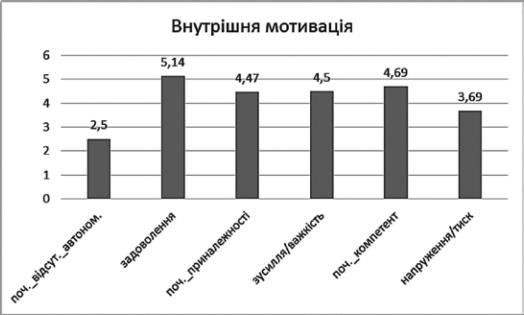 Внутрішня мотивація
6
5
4
3
2
1
0
2,5
5,14
4,47
4,5
4,69
3,69
поч._відсут._автоном.
задоволення
поч._приналежності
зусилля/важкість
поч._компетент
напруження/тиск